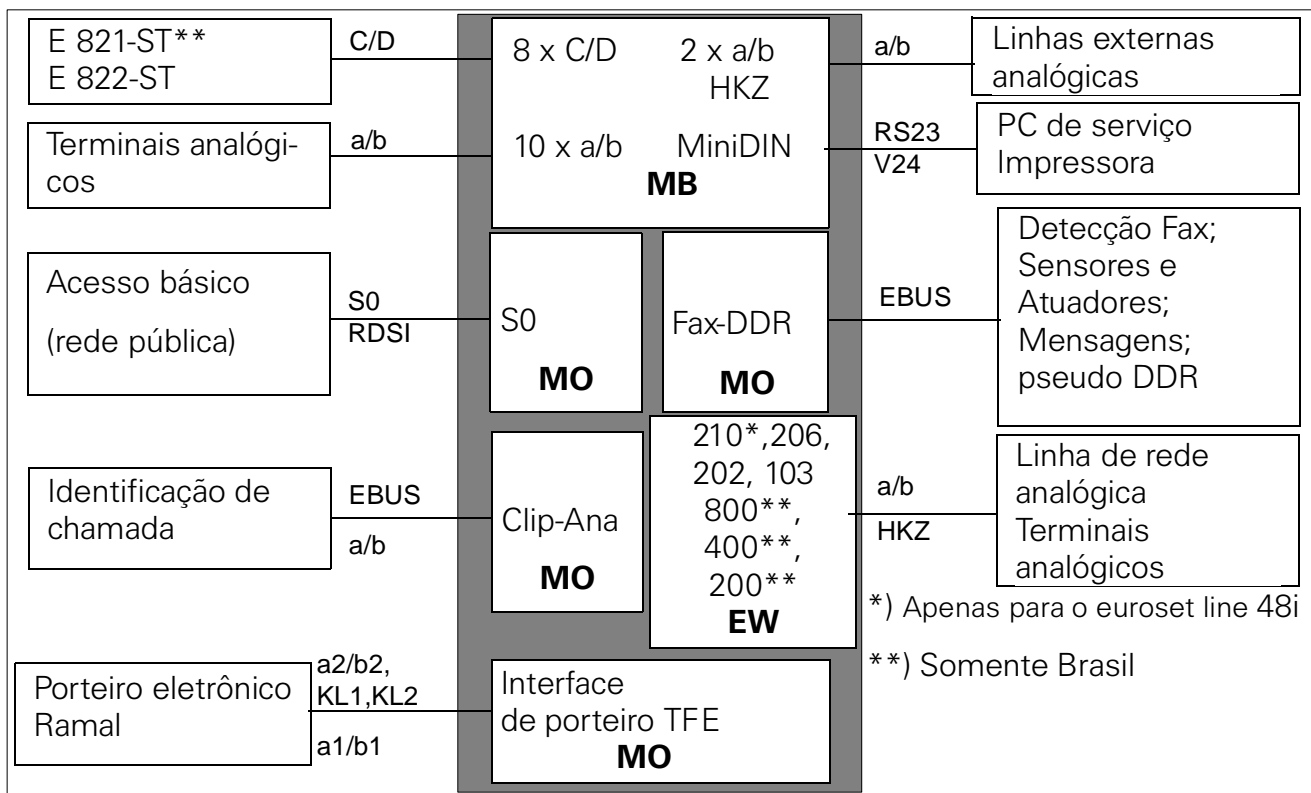 E 821-ST**
E 822-ST
C/D
8 x C/D
2 x a/b
HKZ
10 x a/b
MiniDIN
MB
a/b
Linhas externas
analógicas
Terminais analógi-
cos
a/b
RS23
V24
PC de serviço
Impressora
Acesso básico
(rede pública)
S0
RDSI
S0
MO
Fax-DDR
MO
EBUS
Detecção Fax;
Sensores e
Atuadores;
Mensagens;
pseudo DDR
Identificação de
chamada
EBUS
a/b
Clip-Ana
MO
210*,206,
202, 103
800**,
400**,
200**
EW
a/b
HKZ
Linha de rede
analógica
Terminais
analógicos
*) Apenas para o euroset line 48i
**) Somente Brasil
Porteiro eletrônico
Ramal
a2/b2,
KL1,KL2
a1/b1
Interface
de porteiro TFE
MO